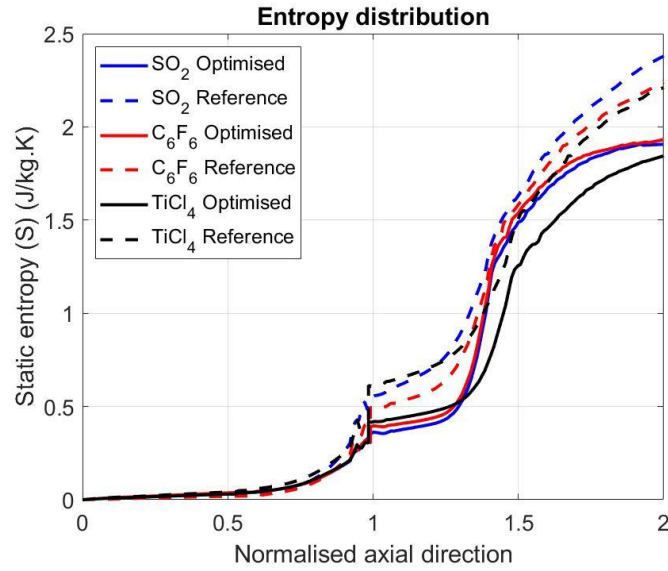 Entropy distribution
Static entropy (S) (J/kg.K)
2.5
2
1.5
1
0.5
0
SO₂ Optimised
SO₂ Reference
C₆F₆ Optimised
C₆F₆ Reference
TiCl₄ Optimised
TiCl₄ Reference
0 0.5 1 1.5 2
Normalised axial direction